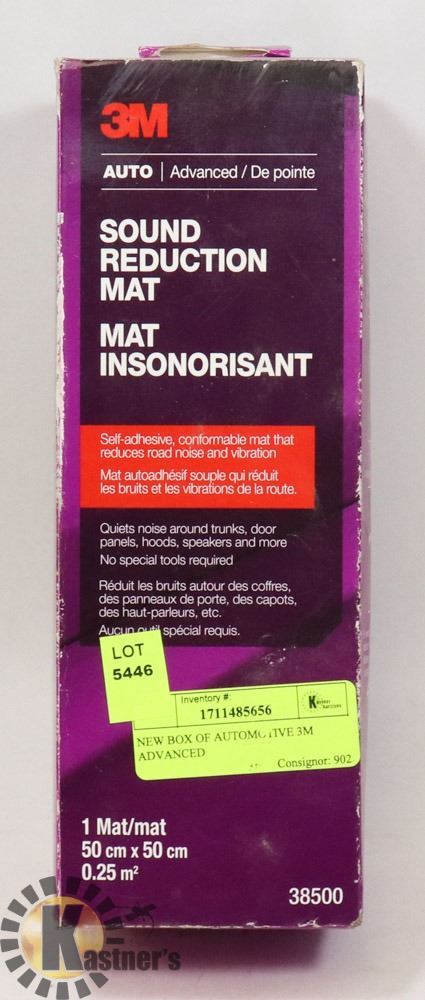 3M
AUTO | Advanced / De pointe
SOUND
REDUCTION
MAT
MAT
INSONORISANT
Self-adhesive, conformable mat that
reduces road noise and vibration
Mat autoadhésif souple qui réduit
les bruits et les vibrations de la route.
Quiets noise around trunks, door
panels, hoods, speakers and more
No special tools required
Réduit les bruits autour des coffres,
des panneaux de porte, des capots,
des haut-parleurs, etc.
Aucun outil spécial requis.
LOT
5446
Inventory #:
1711485656
NEW BOX OF AUTOMOTIVE 3M
ADVANCED
Consignor: 902
1 Mat/mat
50 cm x 50 cm
0.25 m²
38500
Kastner's